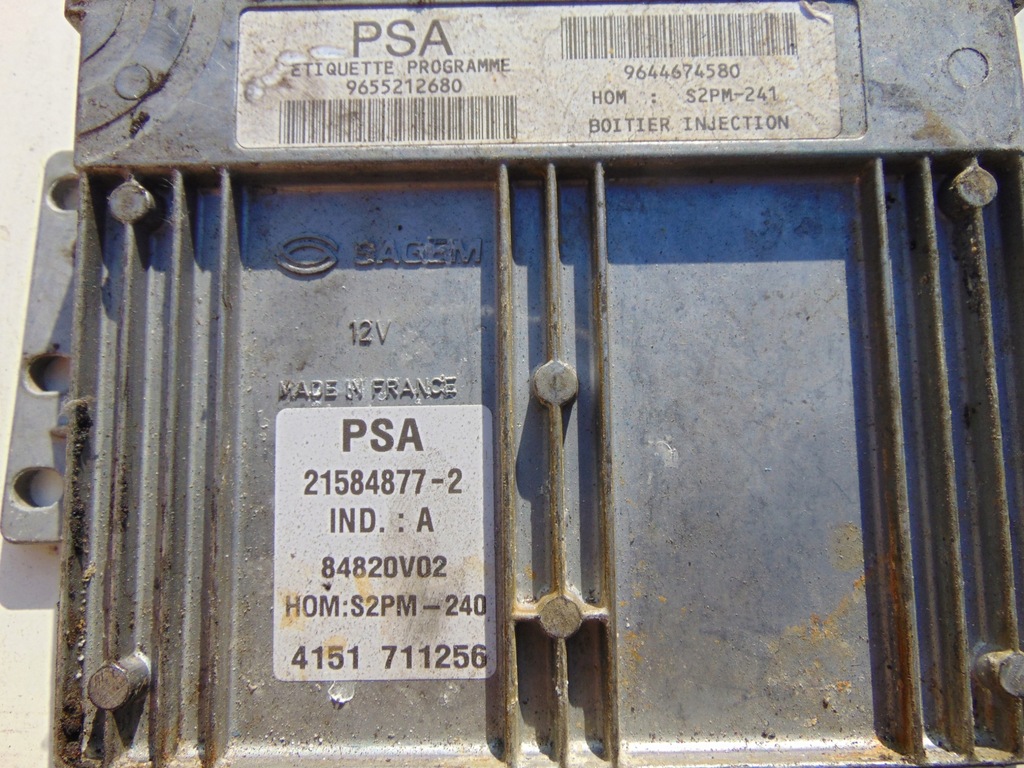 PSA
ETIQUETTE PROGRAMME
9655212680
9644674580
HOM : S2PM-241
BOITIER INJECTION
SAGEM
12V
MADE IN FRANCE
PSA
21584877-2
IND. : A
84820V02
HOM:S2PM-240
4151 711256